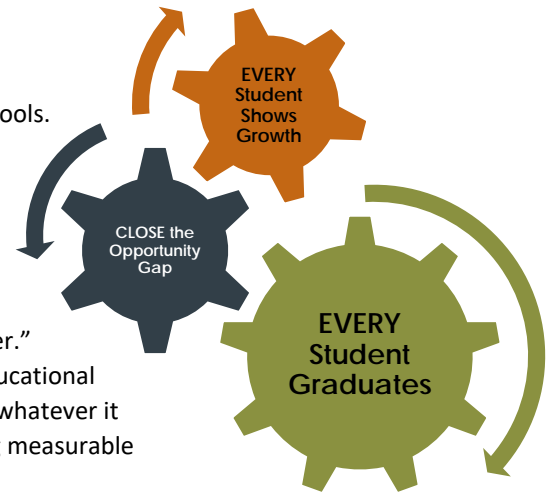 EVERY
Student
Shows
Growth
ools.
CLOSE the
Opportunity
Gap
er.”
EVERY
Student
Graduates
ucational
whatever it
g measurable